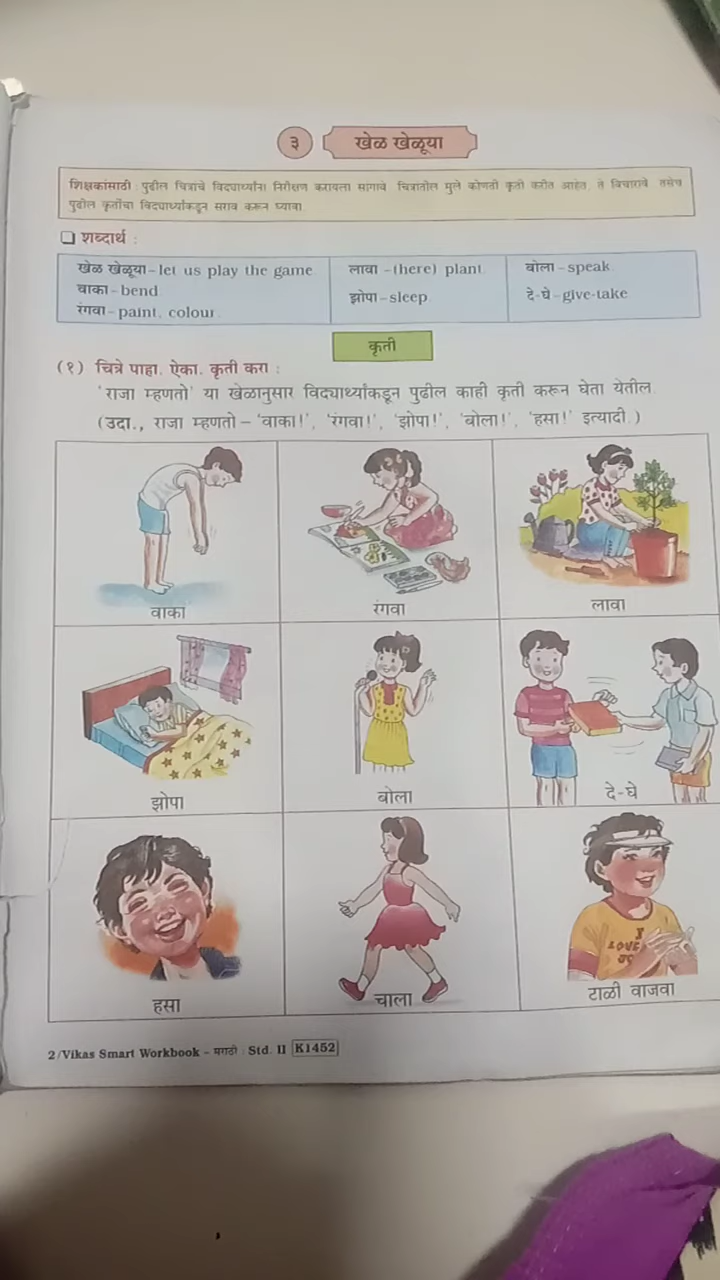 ३ खेळ खेळूया
शिक्षकांसाठी : पुढील चित्रांचे विद्यार्थ्यांना निरीक्षण करायला सांगावे. चित्रांतील मुले कोणती कृती करीत आहेत, ते विचारावे. तसेच
पुढील कृतींचा विद्यार्थ्यांकडून सराव करून घ्यावा.
❑ शब्दार्थ :
खेळ खेळूया – let us play the game
वाका – bend
रंगवा – paint, colour
लावा – (here) plant
झोपा – sleep
बोला – speak
दे-घे – give-take
कृती
(१) चित्रे पाहा. ऐका. कृती करा :
'राजा म्हणतो' या खेळानुसार विद्यार्थ्यांकडून पुढील काही कृती करून घेता येतील.
(उदा., राजा म्हणतो – 'वाका!', 'रंगवा!', 'झोपा!', 'बोला!', 'हसा!' इत्यादी.)
वाका
रंगवा
लावा
झोपा
बोला
दे-घे
हसा
चाला
I
LOVE
टाळी वाजवा
2/Vikas Smart Workbook – मराठी : Std. II K1452